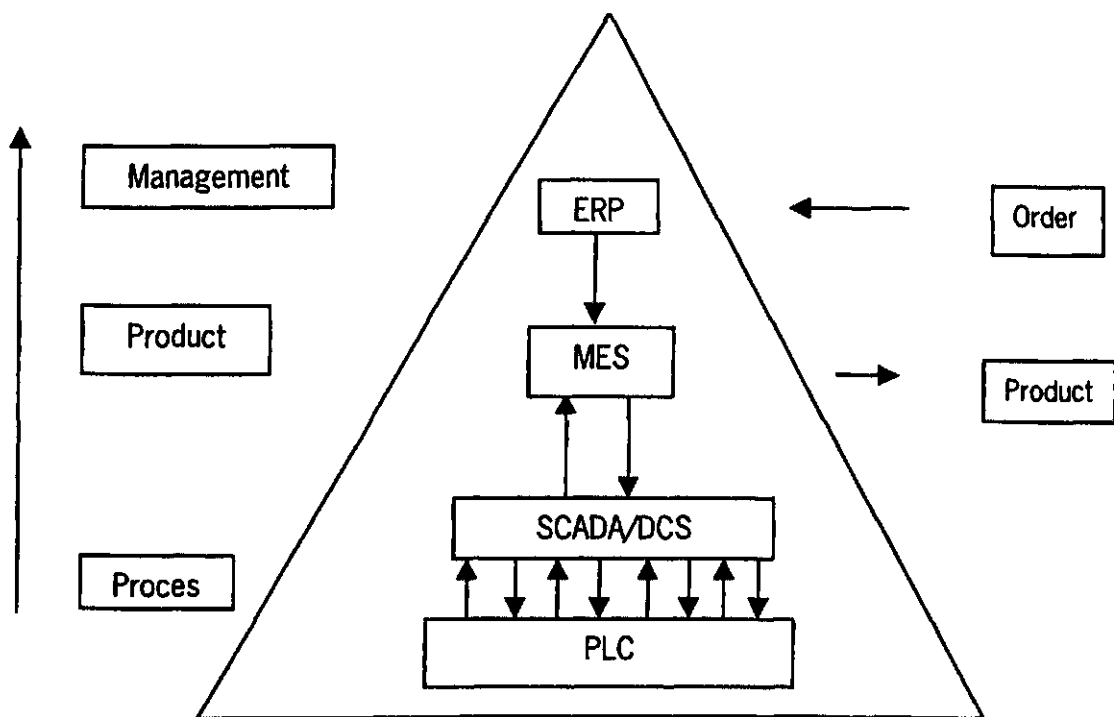 Management
ERP
Order
Product
MES
Product
SCADA/DCS
Proces
PLC